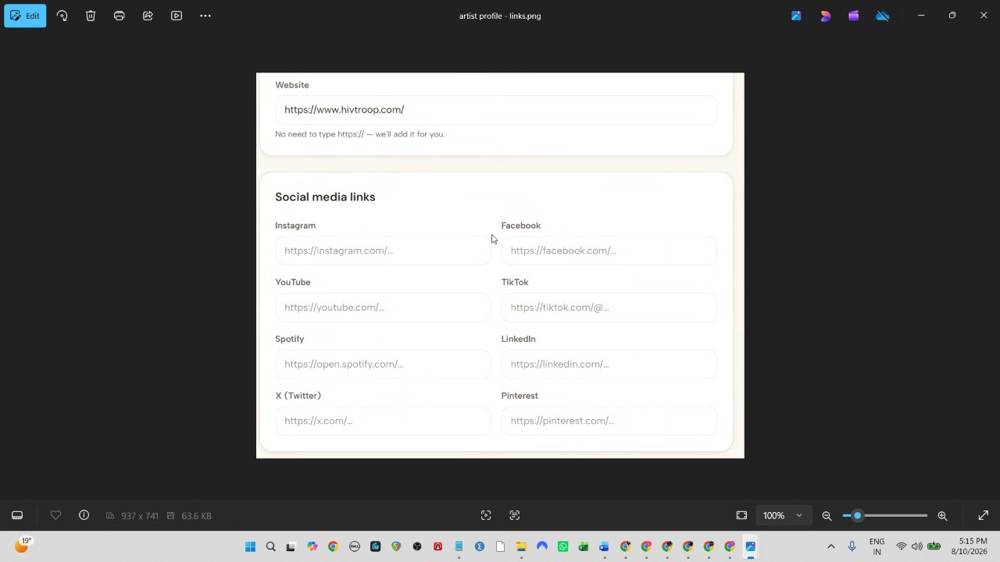 Edit
artist profile - links.png
Website
https://www.hivtroop.com/
No need to type https:// — we'll add it for you.
Social media links
Instagram
Facebook
https://instagram.com/...
https://facebook.com/...
YouTube
TikTok
https://youtube.com/...
https://tiktok.com/@...
Spotify
LinkedIn
https://open.spotify.com/...
https://linkedin.com/...
X (Twitter)
Pinterest
https://x.com/...
https://pinterest.com/...
937 x 741
63.6 KB
100%
19°
DELL
ENG
IN
5:15 PM
8/10/2026